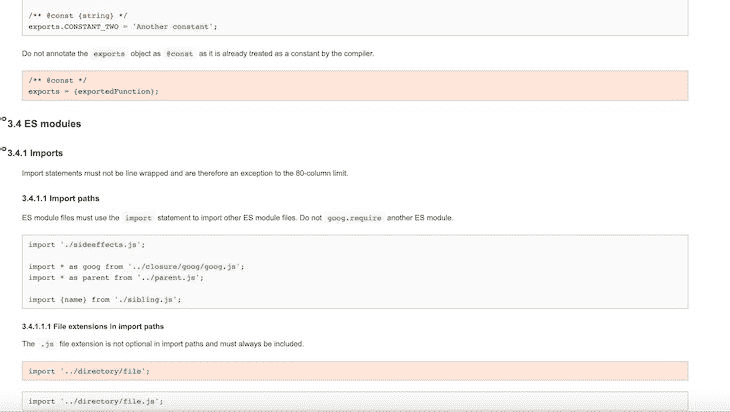 /** @const {string} */
exports.CONSTANT_TWO = 'Another constant';
Do not annotate the exports object as @const as it is already treated as a constant by the compiler.
/** @const */
exports = {exportedFunction};
3.4 ES modules
3.4.1 Imports
Import statements must not be line wrapped and are therefore an exception to the 80-column limit.
3.4.1.1 Import paths
ES module files must use the import statement to import other ES module files. Do not goog.require another ES module.
import './sideeffects.js';
import * as goog from '../closure/goog/goog.js';
import * as parent from '../parent.js';
import {name} from './sibling.js';
3.4.1.1.1 File extensions in import paths
The .js file extension is not optional in import paths and must always be included.
import '../directory/file';
import '../directory/file.js';